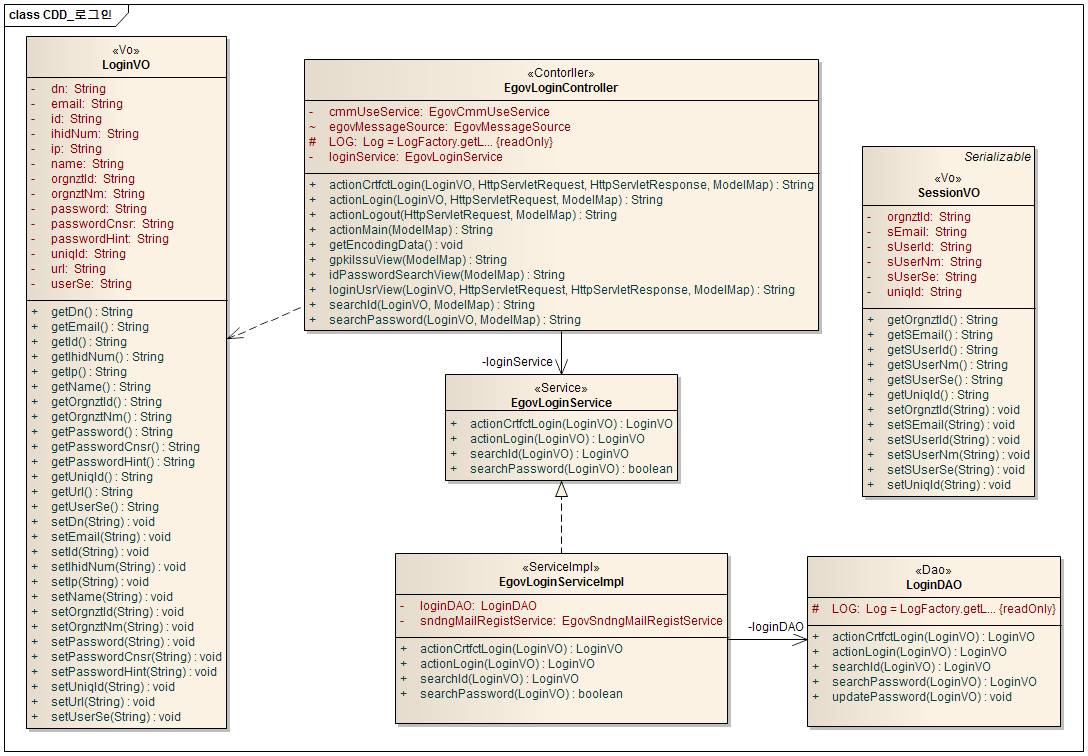 class CDD_로그인
«Vo»
LoginVO
- dn: String
- email: String
- id: String
- ihidNum: String
- ip: String
- name: String
- orgnztId: String
- orgnztNm: String
- password: String
- passwordCnsr: String
- passwordHint: String
- uniqId: String
- url: String
- userSe: String
+ getDn() : String
+ getEmail() : String
+ getId() : String
+ getIhidNum() : String
+ getIp() : String
+ getName() : String
+ getOrgnztId() : String
+ getOrgnztNm() : String
+ getPassword() : String
+ getPasswordCnsr() : String
+ getPasswordHint() : String
+ getUniqId() : String
+ getUrl() : String
+ getUserSe() : String
+ setDn(String) : void
+ setEmail(String) : void
+ setId(String) : void
+ setIhidNum(String) : void
+ setIp(String) : void
+ setName(String) : void
+ setOrgnztId(String) : void
+ setOrgnztNm(String) : void
+ setPassword(String) : void
+ setPasswordCnsr(String) : void
+ setPasswordHint(String) : void
+ setUniqId(String) : void
+ setUrl(String) : void
+ setUserSe(String) : void
«Contorller»
EgovLoginController
- cmmUseService: EgovCmmUseService
~ egovMessageSource: EgovMessageSource
# LOG: Log = LogFactory.getL... {readOnly}
- loginService: EgovLoginService
+ actionCrtfctLogin(LoginVO, HttpServletRequest, HttpServletResponse, ModelMap) : String
+ actionLogin(LoginVO, HttpServletRequest, ModelMap) : String
+ actionLogout(HttpServletRequest, ModelMap) : String
+ actionMain(ModelMap) : String
+ getEncodingData() : void
+ gpkiIssuView(ModelMap) : String
+ idPasswordSearchView(ModelMap) : String
+ loginUsrView(LoginVO, HttpServletRequest, HttpServletResponse, ModelMap) : String
+ searchId(LoginVO, ModelMap) : String
+ searchPassword(LoginVO, ModelMap) : String
-loginService
«Service»
EgovLoginService
+ actionCrtfctLogin(LoginVO) : LoginVO
+ actionLogin(LoginVO) : LoginVO
+ searchId(LoginVO) : LoginVO
+ searchPassword(LoginVO) : boolean
«ServiceImpl»
EgovLoginServiceImpl
- loginDAO: LoginDAO
- sndngMailRegistService: EgovSndngMailRegistService
+ actionCrtfctLogin(LoginVO) : LoginVO
+ actionLogin(LoginVO) : LoginVO
+ searchId(LoginVO) : LoginVO
+ searchPassword(LoginVO) : boolean
-loginDAO
Serializable
«Vo»
SessionVO
- orgnztId: String
- sEmail: String
- sUserId: String
- sUserNm: String
- sUserSe: String
- uniqId: String
+ getOrgnztId() : String
+ getSEmail() : String
+ getSUserId() : String
+ getSUserNm() : String
+ getSUserSe() : String
+ getUniqId() : String
+ setOrgnztId(String) : void
+ setSEmail(String) : void
+ setSUserId(String) : void
+ setSUserNm(String) : void
+ setSUserSe(String) : void
+ setUniqId(String) : void
«Dao»
LoginDAO
# LOG: Log = LogFactory.getL... {readOnly}
+ actionCrtfctLogin(LoginVO) : LoginVO
+ actionLogin(LoginVO) : LoginVO
+ searchId(LoginVO) : LoginVO
+ searchPassword(LoginVO) : LoginVO
+ updatePassword(LoginVO) : void